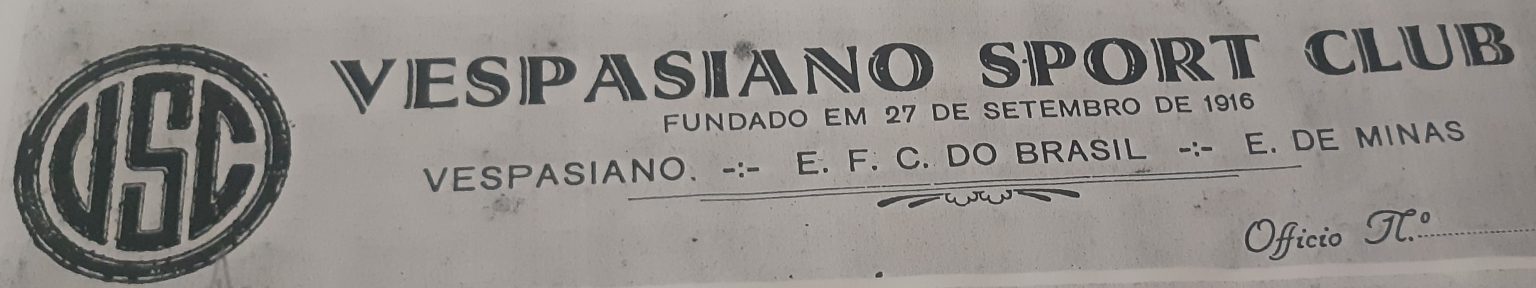 VSC
VESPASIANO SPORT CLUB
FUNDADO EM 27 DE SETEMBRO DE 1916
VESPASIANO. -:- E. F. C. DO BRASIL -:- E. DE MINAS
Officio N.º